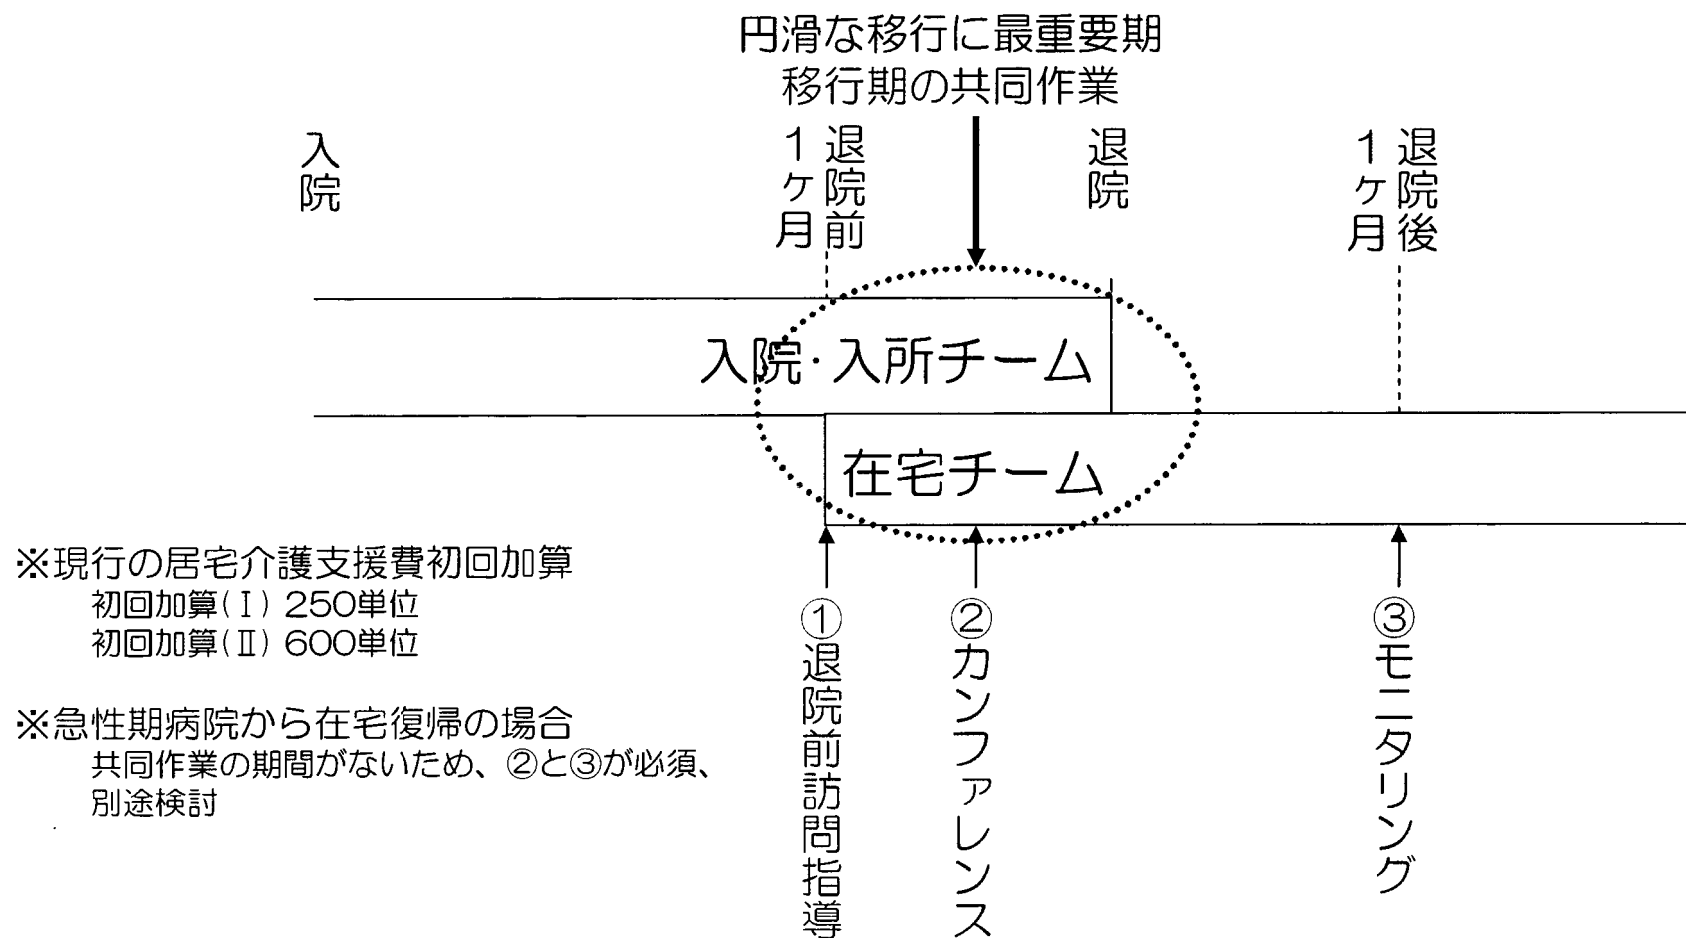 円滑な移行に最重要期
移行期の共同作業
入院
退院前
1ヶ月
退院
退院後
1ヶ月
入院・入所チーム
在宅チーム
※現行の居宅介護支援費初回加算
初回加算(Ⅰ) 250単位
初回加算(Ⅱ) 600単位
※急性期病院から在宅復帰の場合
共同作業の期間がないため、②と③が必須、
別途検討
①退院前訪問指導
②カンファレンス
③モニタリング